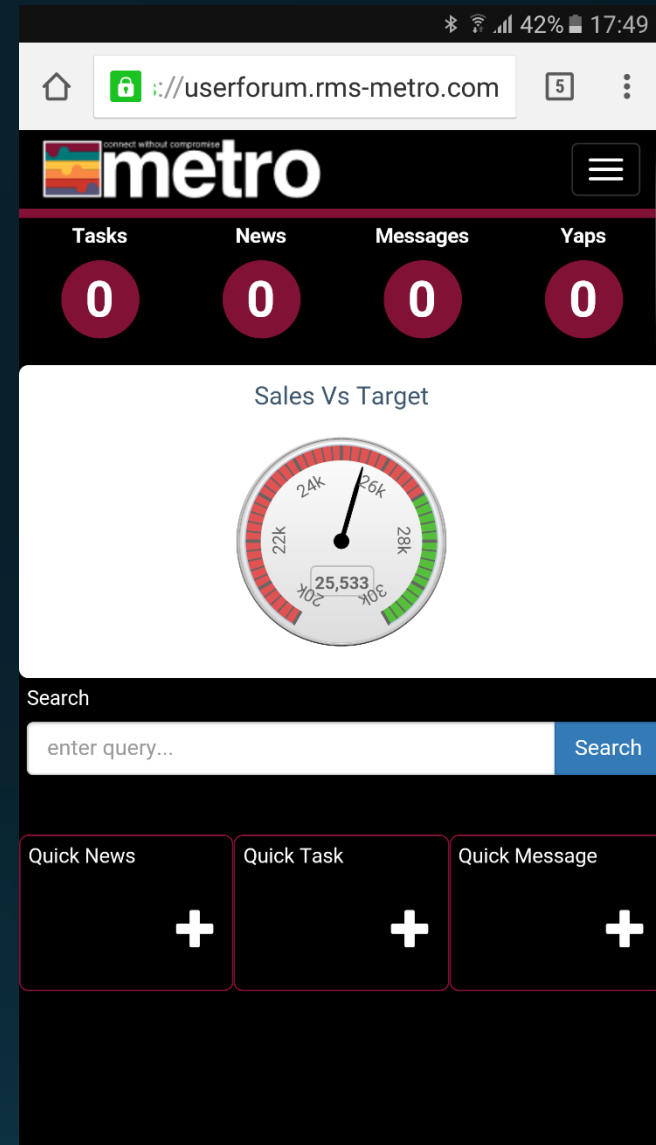 42% 17:49
://userforum.rms-metro.com 5
connect without compromise
metro
Tasks News Messages Yaps
0 0 0 0
Sales Vs Target
24k 26k
22k 28k
25,533
20k 30k
Search
enter query... Search
Quick News Quick Task Quick Message